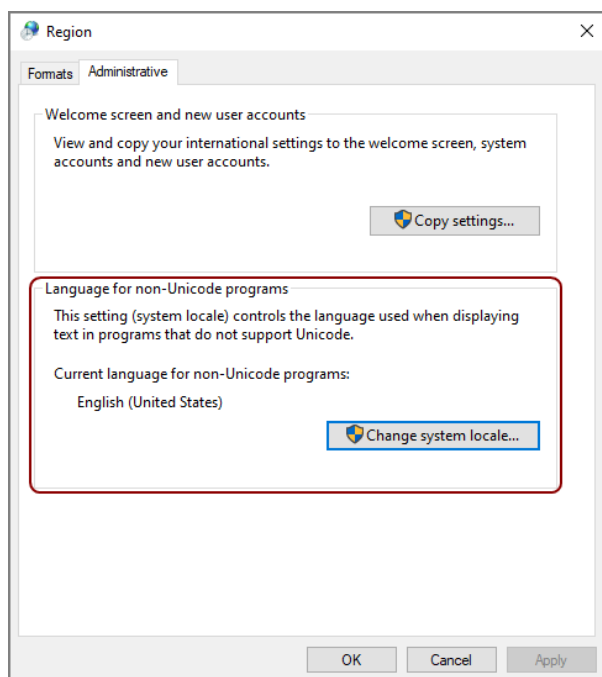 Region
Formats
Administrative
Welcome screen and new user accounts
View and copy your international settings to the welcome screen, system
accounts and new user accounts.
Copy settings...
Language for non-Unicode programs
This setting (system locale) controls the language used when displaying
text in programs that do not support Unicode.
Current language for non-Unicode programs:
English (United States)
Change system locale...
OK
Cancel
Apply